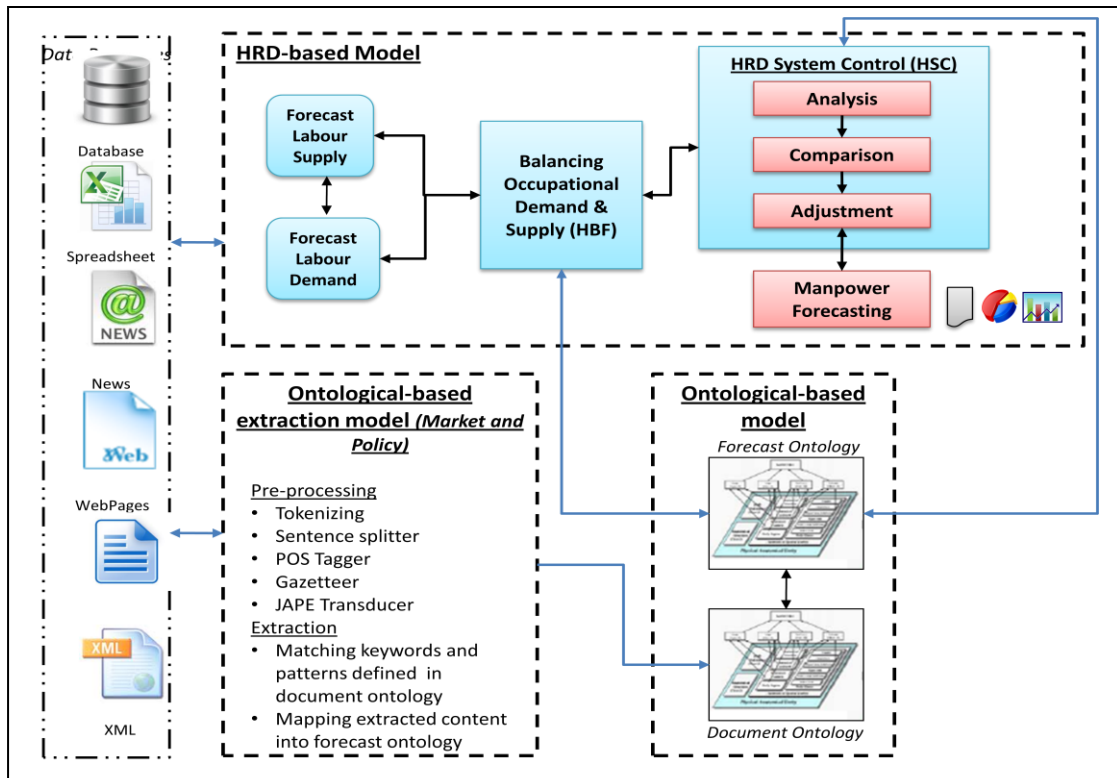 HRD-based Model
HRD System Control (HSC)
Analysis
Comparison
Adjustment
Manpower
Forecasting
Forecast
Labour
Supply
Forecast
Labour
Demand
Balancing
Occupational
Demand &
Supply (HBF)
Database
Spreadsheet
NEWS
News
Web
WebPages
XML
XML
Ontological-based
extraction model (Market and
Policy)
Pre-processing
• Tokenizing
• Sentence splitter
• POS Tagger
• Gazetteer
• JAPE Transducer
Extraction
• Matching keywords and
patterns defined in
document ontology
• Mapping extracted content
into forecast ontology
Ontological-based
model
Forecast Ontology
Document Ontology